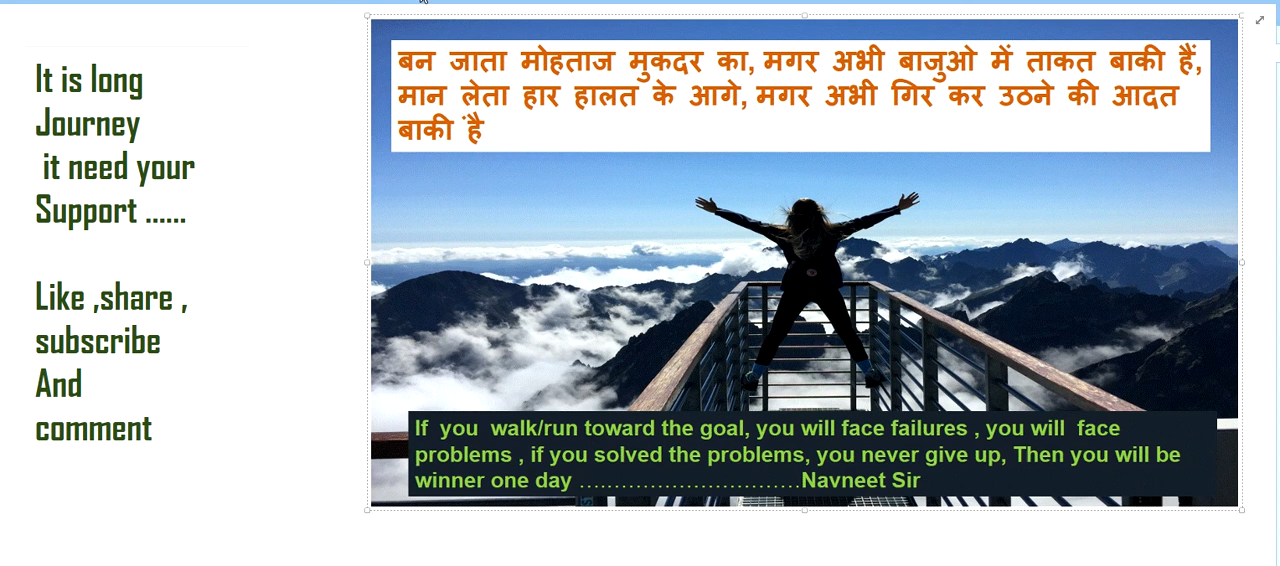 It is long
Journey
it need your
Support ......
Like ,share ,
subscribe
And
comment
बन जाता मोहताज मुकदर का, मगर अभी बाजुओ में ताकत बाकी हैं,
मान लेता हार हालत के आगे, मगर अभी गिर कर उठने की आदत
बाकी ंहै
If you walk/run toward the goal, you will face failures , you will face
problems , if you solved the problems, you never give up, Then you will be
winner one day ................................Navneet Sir